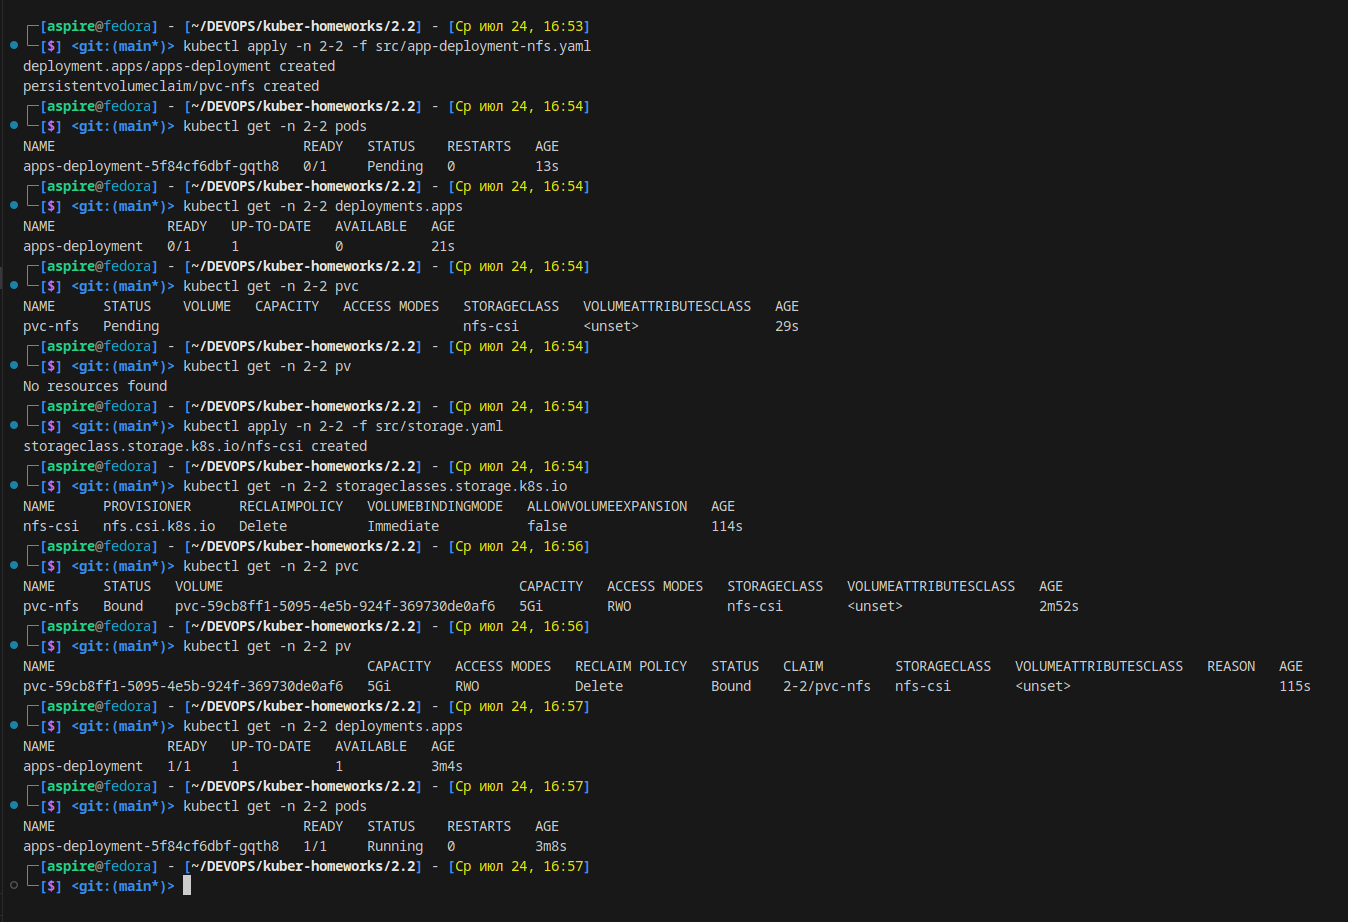 ┌─[aspire@fedora] - [~/DEVOPS/kuber-homeworks/2.2] - [Ср июл 24, 16:53]
└─[$] <git:(main*)> kubectl apply -n 2-2 -f src/app-deployment-nfs.yaml
deployment.apps/apps-deployment created
persistentvolumeclaim/pvc-nfs created
┌─[aspire@fedora] - [~/DEVOPS/kuber-homeworks/2.2] - [Ср июл 24, 16:54]
└─[$] <git:(main*)> kubectl get -n 2-2 pods
NAME                               READY   STATUS    RESTARTS   AGE
apps-deployment-5f84cf6dbf-gqth8   0/1     Pending   0          13s
┌─[aspire@fedora] - [~/DEVOPS/kuber-homeworks/2.2] - [Ср июл 24, 16:54]
└─[$] <git:(main*)> kubectl get -n 2-2 deployments.apps
NAME              READY   UP-TO-DATE   AVAILABLE   AGE
apps-deployment   0/1     1            0           21s
┌─[aspire@fedora] - [~/DEVOPS/kuber-homeworks/2.2] - [Ср июл 24, 16:54]
└─[$] <git:(main*)> kubectl get -n 2-2 pvc
NAME      STATUS    VOLUME   CAPACITY   ACCESS MODES   STORAGECLASS   VOLUMEATTRIBUTESCLASS   AGE
pvc-nfs   Pending                                      nfs-csi        <unset>                 29s
┌─[aspire@fedora] - [~/DEVOPS/kuber-homeworks/2.2] - [Ср июл 24, 16:54]
└─[$] <git:(main*)> kubectl get -n 2-2 pv
No resources found
┌─[aspire@fedora] - [~/DEVOPS/kuber-homeworks/2.2] - [Ср июл 24, 16:54]
└─[$] <git:(main*)> kubectl apply -n 2-2 -f src/storage.yaml
storageclass.storage.k8s.io/nfs-csi created
┌─[aspire@fedora] - [~/DEVOPS/kuber-homeworks/2.2] - [Ср июл 24, 16:54]
└─[$] <git:(main*)> kubectl get -n 2-2 storageclasses.storage.k8s.io
NAME      PROVISIONER      RECLAIMPOLICY   VOLUMEBINDINGMODE   ALLOWVOLUMEEXPANSION   AGE
nfs-csi   nfs.csi.k8s.io   Delete          Immediate           false                  114s
┌─[aspire@fedora] - [~/DEVOPS/kuber-homeworks/2.2] - [Ср июл 24, 16:56]
└─[$] <git:(main*)> kubectl get -n 2-2 pvc
NAME      STATUS   VOLUME                                     CAPACITY   ACCESS MODES   STORAGECLASS   VOLUMEATTRIBUTESCLASS   AGE
pvc-nfs   Bound    pvc-59cb8ff1-5095-4e5b-924f-369730de0af6   5Gi        RWO            nfs-csi        <unset>                 2m52s
┌─[aspire@fedora] - [~/DEVOPS/kuber-homeworks/2.2] - [Ср июл 24, 16:56]
└─[$] <git:(main*)> kubectl get -n 2-2 pv
NAME                                       CAPACITY   ACCESS MODES   RECLAIM POLICY   STATUS   CLAIM         STORAGECLASS   VOLUMEATTRIBUTESCLASS   REASON   AGE
pvc-59cb8ff1-5095-4e5b-924f-369730de0af6   5Gi        RWO            Delete           Bound    2-2/pvc-nfs   nfs-csi        <unset>                          115s
┌─[aspire@fedora] - [~/DEVOPS/kuber-homeworks/2.2] - [Ср июл 24, 16:57]
└─[$] <git:(main*)> kubectl get -n 2-2 deployments.apps
NAME              READY   UP-TO-DATE   AVAILABLE   AGE
apps-deployment   1/1     1            1           3m4s
┌─[aspire@fedora] - [~/DEVOPS/kuber-homeworks/2.2] - [Ср июл 24, 16:57]
└─[$] <git:(main*)> kubectl get -n 2-2 pods
NAME                               READY   STATUS    RESTARTS   AGE
apps-deployment-5f84cf6dbf-gqth8   1/1     Running   0          3m8s
┌─[aspire@fedora] - [~/DEVOPS/kuber-homeworks/2.2] - [Ср июл 24, 16:57]
└─[$] <git:(main*)>